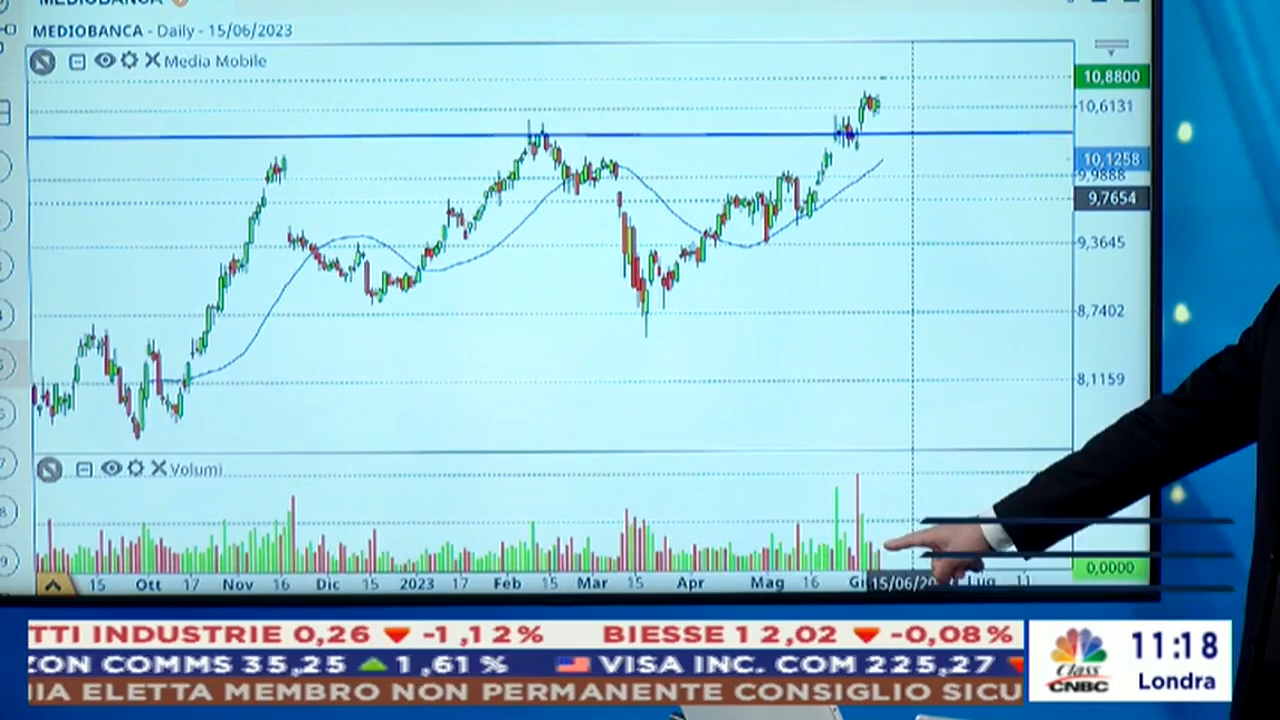 MEDIOBANCA
MEDIOBANCA - Daily - 15/06/2023
Media Mobile
10,8800
10,6131
10,1258
9,9888
9,7654
9,3645
8,7402
8,1159
Volumi
0,0000
15 Ott 17 Nov 16 Dic 15 2023 17 Feb 15 Mar 15 Apr Mag 16 Gi 15/06/20 Lug 11
TTI INDUSTRIE 0,26 -1,12% BIESSE 12,02 -0,08%
ZON COMMS 35,25 1,61% VISA INC. COM 225,27
IA ELETTA MEMBRO NON PERMANENTE CONSIGLIO SICU
Class
CNBC
11:18
Londra